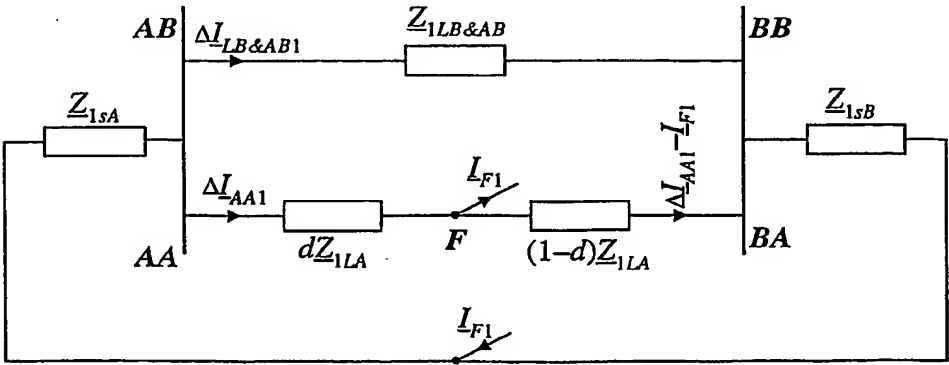 AB
ΔI_LB&AB1
Z_1LB&AB
BB
Z_1sA
Z_1sB
ΔI_AA1
I_F1
ΔI_AA1–I_F1
AA
dZ_1LA
F
(1–d)Z_1LA
BA
I_F1